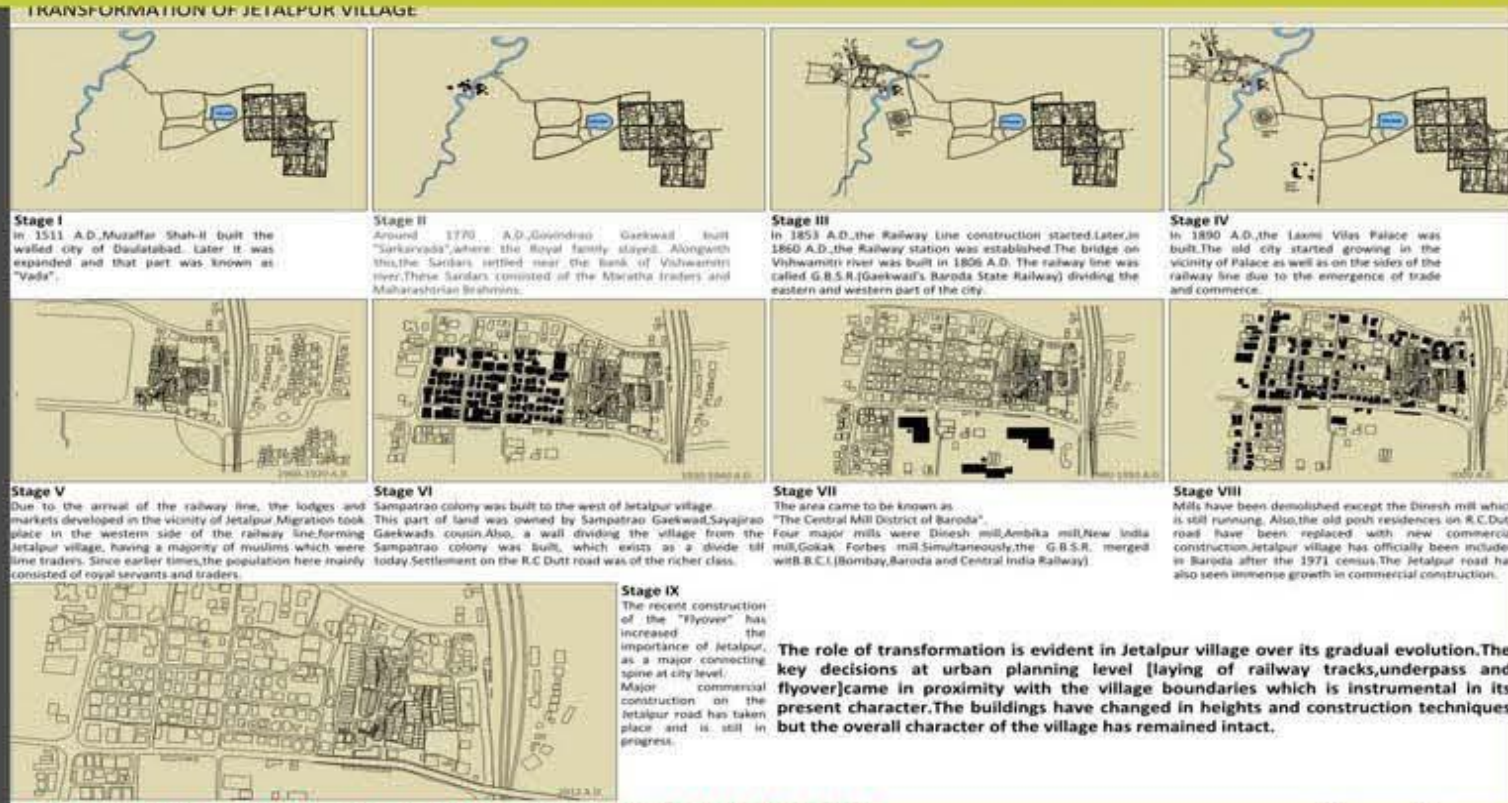 TRANSFORMATION OF JETALPUR VILLAGE
Stage I
In 1511 A.D.,Muzaffar Shah-II built the
walled city of Daulatabad. Later it was
expanded and that part was known as
"Vada".
Stage II
Around 1770 A.D.,Govindrao Gaekwad built
"Sarkarvada",where the Royal family stayed. Alongwith
this,the Sardars settled near the bank of Vishwamitri
river.These Sardars consisted of the Maratha traders and
Maharashtrian Brahmins.
Stage III
In 1853 A.D.,the Railway Line construction started.Later,in
1860 A.D.,the Railway station was established.The bridge on
Vishwamitri river was built in 1806 A.D. The railway line was
called G.B.S.R.(Gaekwad's Baroda State Railway) dividing the
eastern and western part of the city.
Stage IV
In 1890 A.D.,the Laxmi Vilas Palace was
built.The old city started growing in the
vicinity of Palace as well as on the sides of the
railway line due to the emergence of trade
and commerce.
Stage V
Due to the arrival of the railway line, the lodges and
markets developed in the vicinity of Jetalpur.Migration took
place in the western side of the railway line,forming
Jetalpur village, having a majority of muslims which were
lime traders. Since earlier times,the population here mainly
consisted of royal servants and traders.
Stage VI
Sampatrao colony was built to the west of Jetalpur village.
This part of land was owned by Sampatrao Gaekwad,Sayajirao
Gaekwads cousin.Also, a wall dividing the village from the
Sampatrao colony was built, which exists as a divide till
today.Settlement on the R.C Dutt road was of the richer class.
Stage VII
The area came to be known as
"The Central Mill District of Baroda".
Four major mills were Dinesh mill,Ambika mill,New India
mill,Gokak Forbes mill.Simultaneously,the G.B.S.R. merged
witB.B.C.I.(Bombay,Baroda and Central India Railway).
Stage VIII
Mills have been demolished except the Dinesh mill
is still running. Also,the old posh residences on R.C.
road have been replaced with new
construction.Jetalpur village has officially been
in Baroda after the 1971 census.The Jetalpur road
also seen immense growth in commercial construction.
Stage IX
The recent construction
of the "Flyover" has
increased the
importance of Jetalpur,
as a major connecting
spine at city level.
Major commercial
construction on the
Jetalpur road has taken
place and is still in
progress.
2012 A.D.
The role of transformation is evident in Jetalpur village over its gradual evolution.The
key decisions at urban planning level [laying of railway tracks,underpass and
flyover]came in proximity with the village boundaries which is instrumental in its
present character.The buildings have changed in heights and construction techniques
but the overall character of the village has remained intact.